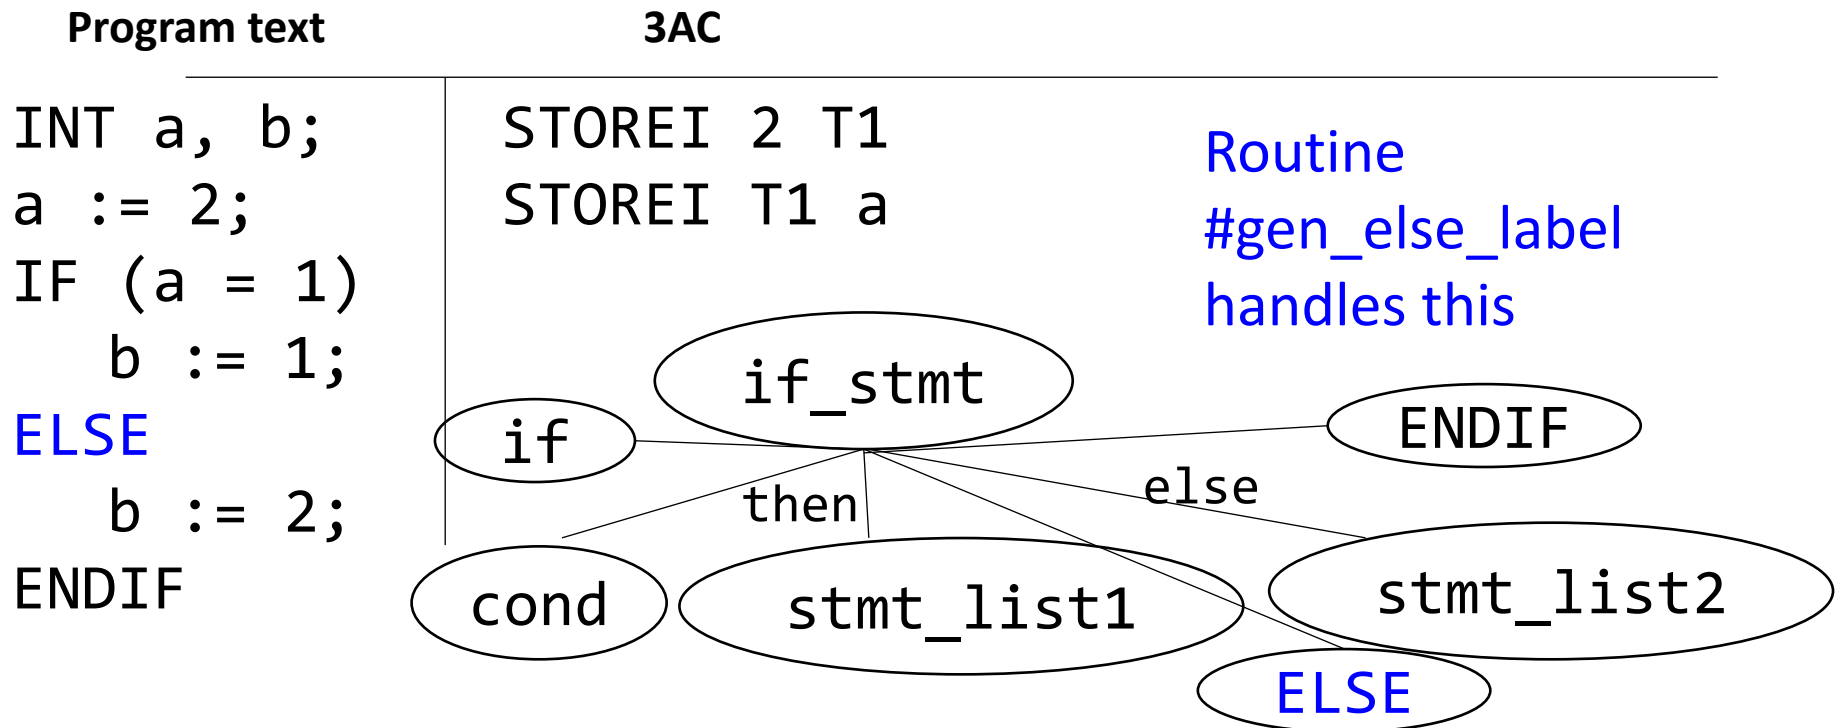 Program text
3AC
INT a, b;
a := 2;
IF (a = 1)
b := 1;
ELSE
b := 2;
ENDIF
STOREI 2 T1
STOREI T1 a
Routine
#gen_else_label
handles this
if_stmt
if
ENDIF
then
else
cond
stmt_list1
stmt_list2
ELSE